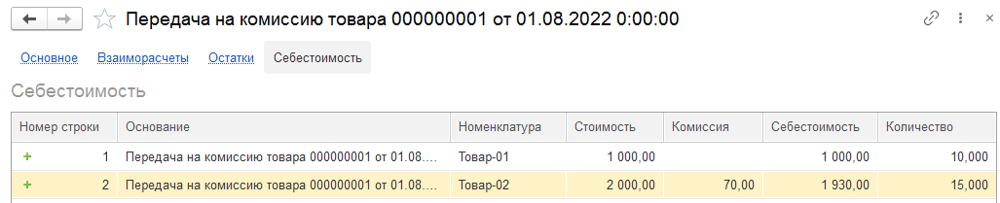 Передача на комиссию товара 000000001 от 01.08.2022 0:00:00
Основное Взаиморасчеты Остатки Себестоимость
Себестоимость
Номер строки Основание Номенклатура Стоимость Комиссия Себестоимость Количество
1 Передача на комиссию товара 000000001 от 01.08.... Товар-01 1 000,00 1 000,00 10,000
2 Передача на комиссию товара 000000001 от 01.08.... Товар-02 2 000,00 70,00 1 930,00 15,000